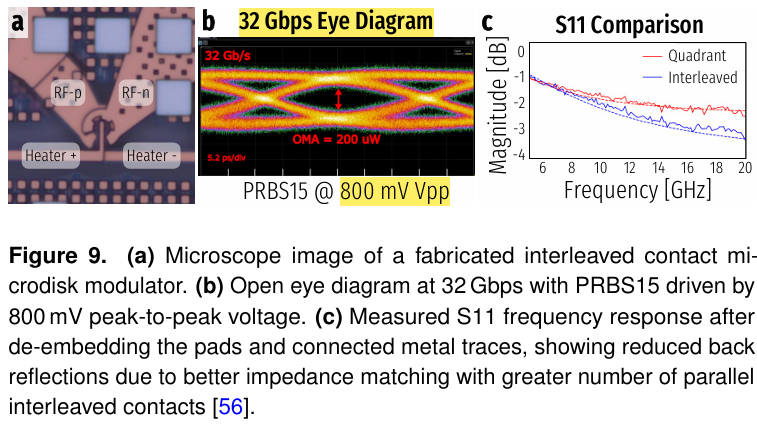 a
RF-p
RF-n
Heater +
Heater -
b
32 Gbps Eye Diagram
32 Gb/s
OMA = 200 uW
5.2 ps/div
PRBS15 @ 800 mV Vpp
c
S11 Comparison
Magnitude [dB]
0
-1
-2
-3
-4
Quadrant
Interleaved
6 8 10 12 14 16 18 20
Frequency [GHz]
Figure 9. (a) Microscope image of a fabricated interleaved contact mi-
crodisk modulator. (b) Open eye diagram at 32 Gbps with PRBS15 driven by
800 mV peak-to-peak voltage. (c) Measured S11 frequency response after
de-embedding the pads and connected metal traces, showing reduced back
reflections due to better impedance matching with greater number of parallel
interleaved contacts [56].